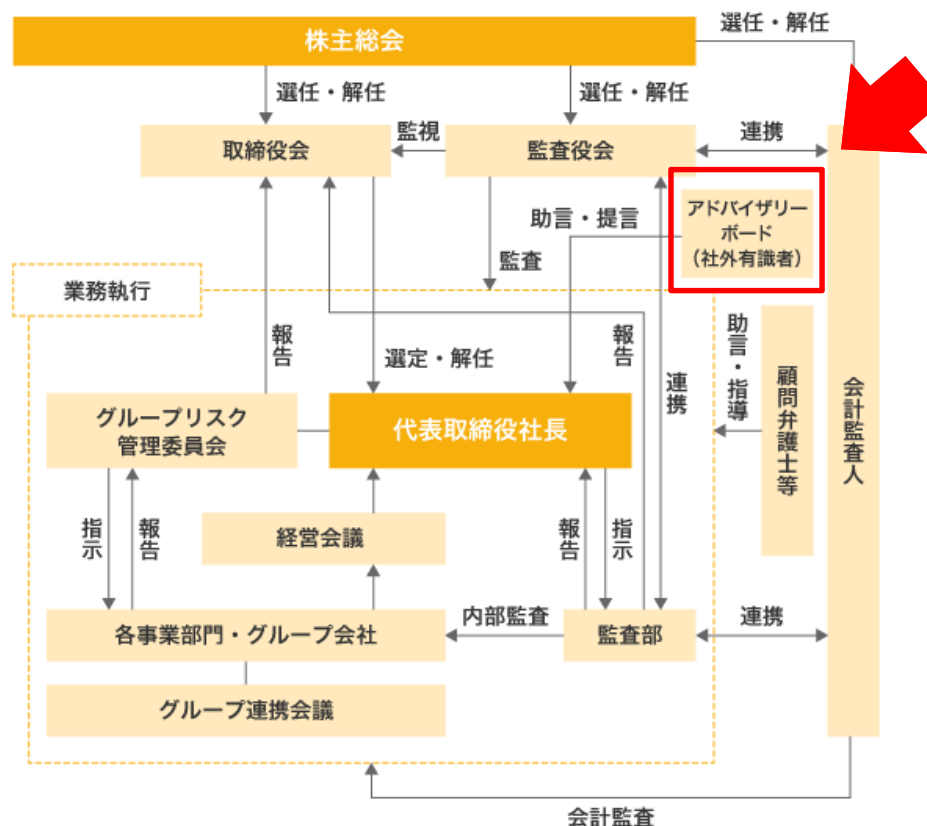 株主総会
選任・解任
選任・解任
選任・解任
取締役会
監視
監査役会
連携
アドバイザリー
ボード
（社外有識者）
助言・提言
監査
業務執行
報告
選定・解任
報告
連携
助言・指導
顧問弁護士等
会計監査人
グループリスク
管理委員会
代表取締役社長
指示
報告
経営会議
報告
指示
各事業部門・グループ会社
内部監査
監査部
連携
グループ連携会議
会計監査